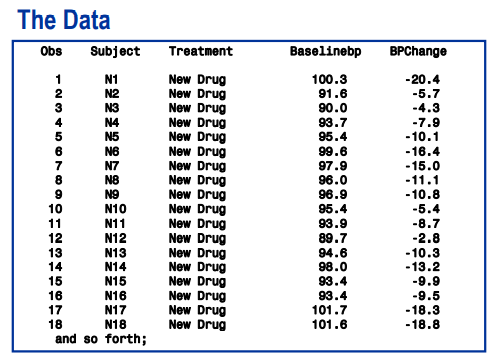 The Data
Obs Subject Treatment Baselinebp BPChange
1 N1 New Drug 100.3 -20.4
2 N2 New Drug 91.6 -5.7
3 N3 New Drug 90.0 -4.3
4 N4 New Drug 93.7 -7.9
5 N5 New Drug 95.4 -10.1
6 N6 New Drug 99.6 -16.4
7 N7 New Drug 97.9 -15.0
8 N8 New Drug 96.0 -11.1
9 N9 New Drug 96.9 -10.8
10 N10 New Drug 95.4 -5.4
11 N11 New Drug 93.9 -8.7
12 N12 New Drug 89.7 -2.8
13 N13 New Drug 94.6 -10.3
14 N14 New Drug 98.0 -13.2
15 N15 New Drug 93.4 -9.9
16 N16 New Drug 93.4 -9.5
17 N17 New Drug 101.7 -18.3
18 N18 New Drug 101.6 -18.8
and so forth;